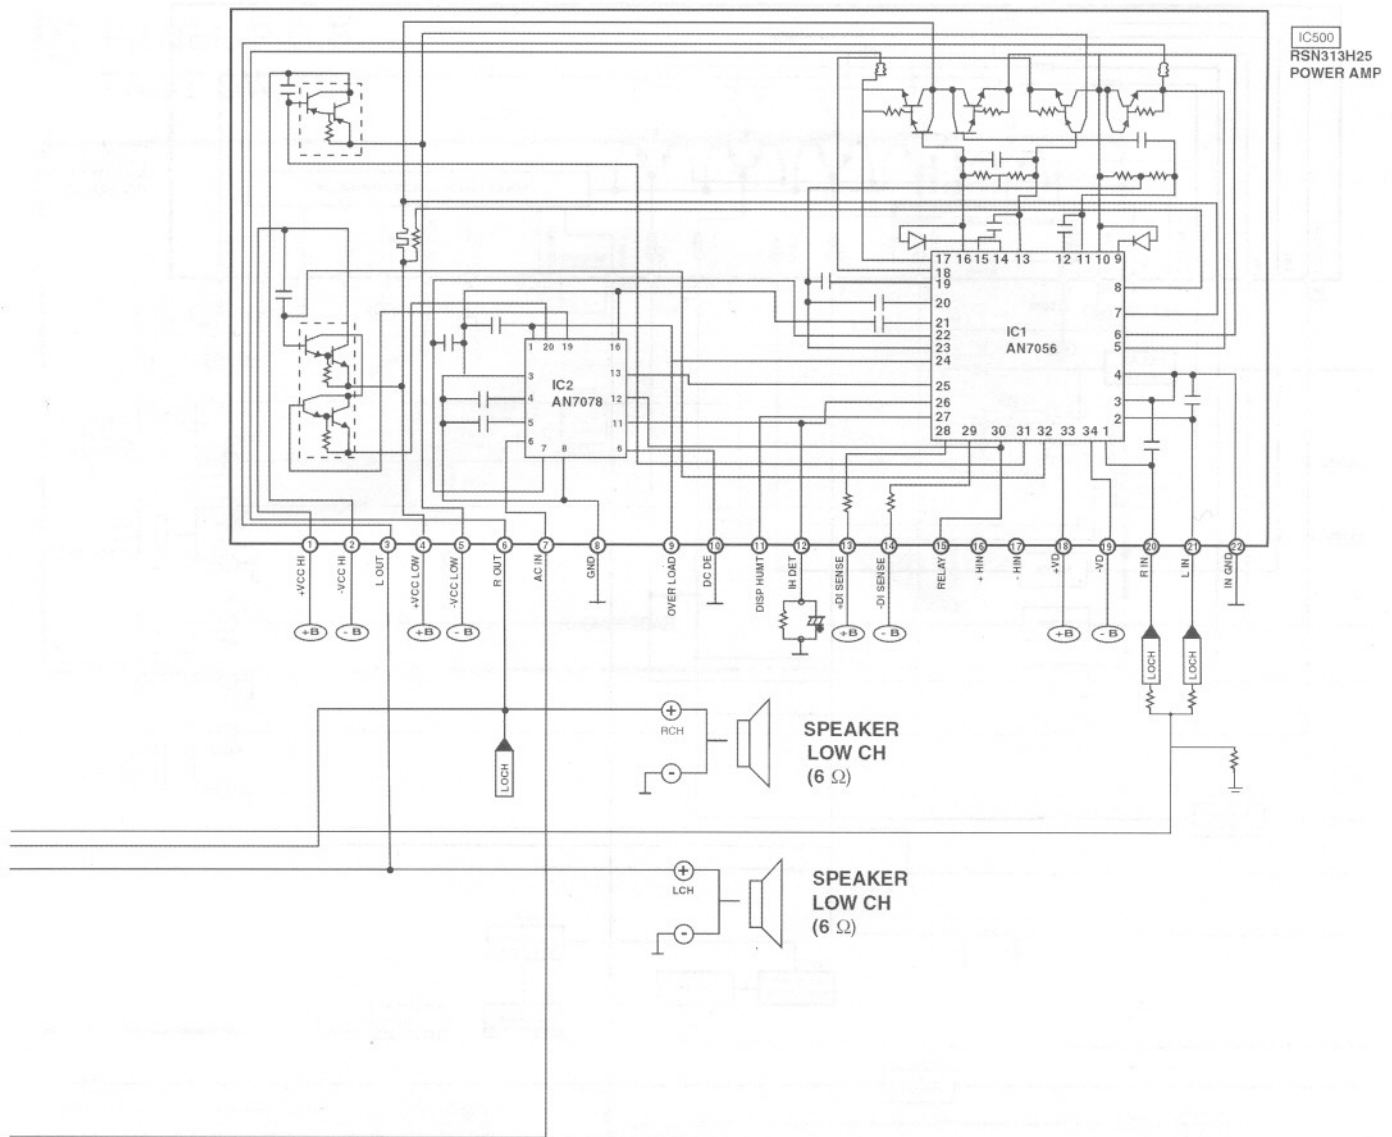 IC500
RSN313H25
POWER AMP
17 16 15 14 13 12 11 10 9
18
19
20
21
22
23
24
25
26
27
28 29 30 31 32 33 34 1
8
7
6
5
4
3
2
IC1
AN7056
1 20 19 16
3
4
5
6
7 8
13
12
11
6
IC2
AN7078
1 2 3 4 5 6 7 8 9 10 11 12 13 14 15 16 17 18 19 20 21 22
+VCC HI
-VCC HI
L OUT
+VCC LOW
-VCC LOW
R OUT
AC IN
GND
OVER LOAD
DC DE
DISP HUMT
IH DET
+DI SENSE
-DI SENSE
RELAY
+ HIN
- HIN
+VD
-VD
R IN
L IN
IN GND
+B
- B
+B
- B
+B
- B
+B
- B
LOCH
LOCH
LOCH
+
RCH
-
SPEAKER
LOW CH
(6 Ω)
+
LCH
-
SPEAKER
LOW CH
(6 Ω)